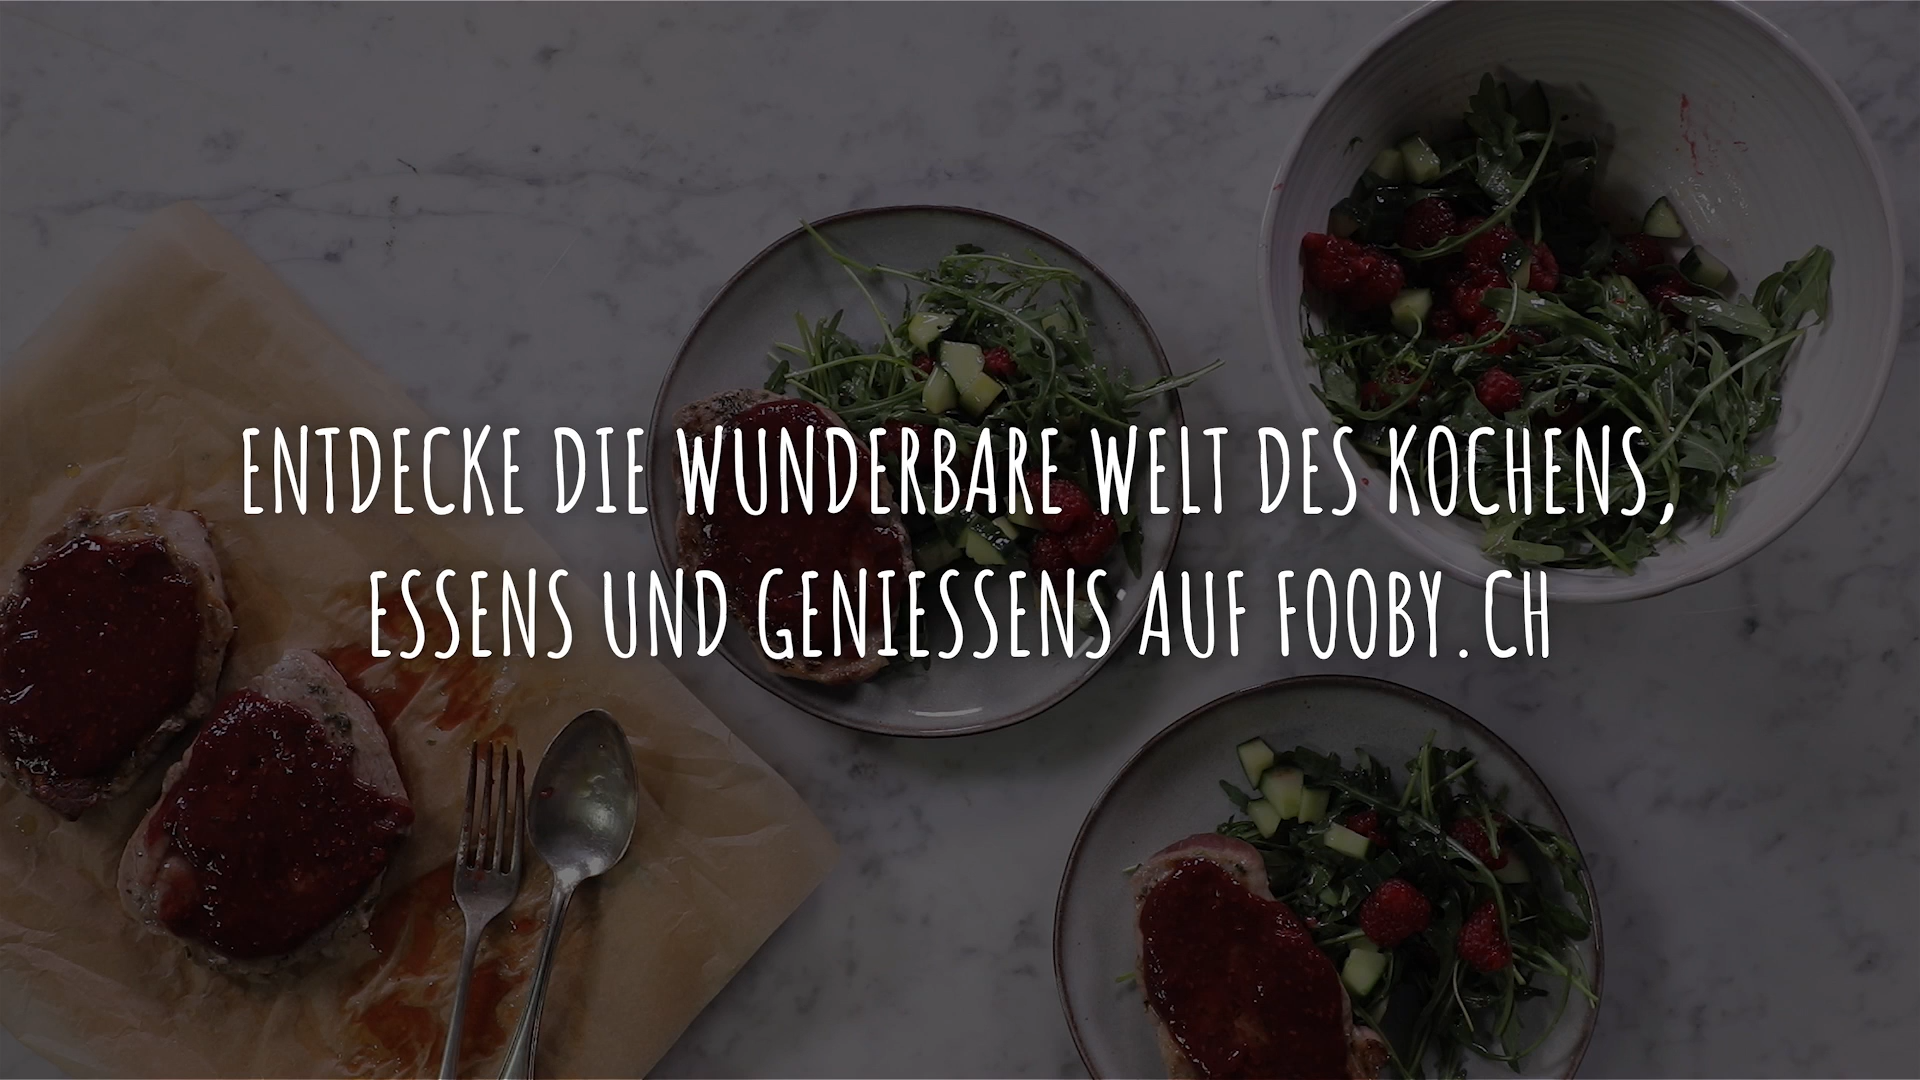 ENTDECKE DIE WUNDERBARE WELT DES KOCHENS,
ESSENS UND GENIESSENS AUF FOOBY.CH